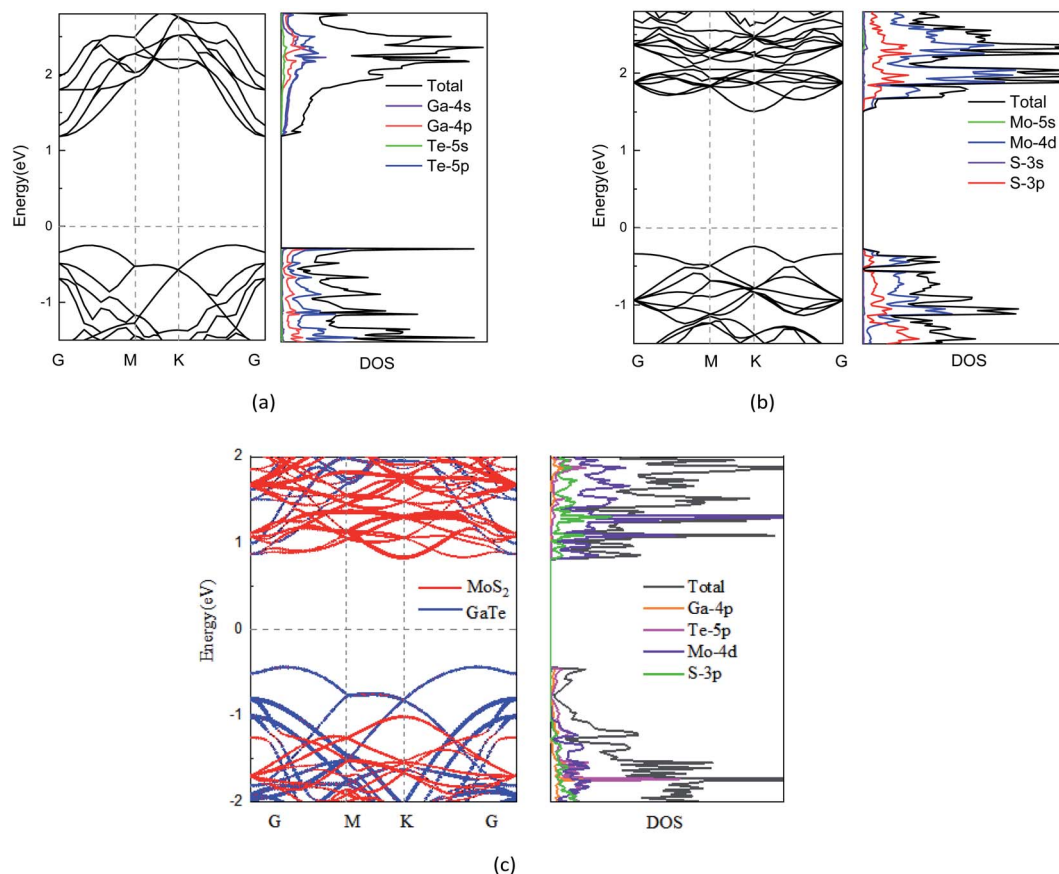 Energy(eV)
2
1
0
-1
G M K G
Total
Ga-4s
Ga-4p
Te-5s
Te-5p
DOS
(a)
Energy(eV)
2
1
0
-1
G M K G
Total
Mo-5s
Mo-4d
S-3s
S-3p
DOS
(b)
Energy(eV)
2
1
0
-1
-2
G M K G
MoS2
GaTe
Total
Ga-4p
Te-5p
Mo-4d
S-3p
DOS
(c)